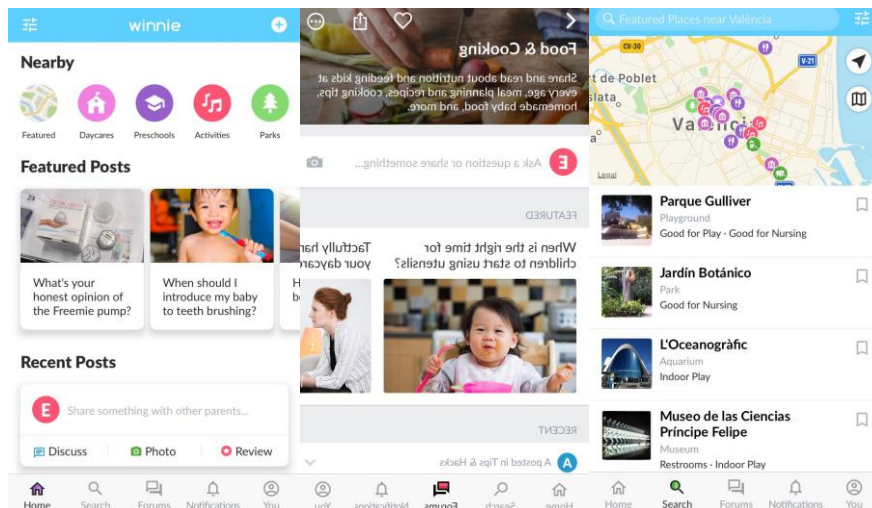 winnie
Nearby
Featured
Daycares
Preschools
Activities
Parks
Featured Posts
What's your
honest opinion of
the Freemie pump?
When should I
introduce my baby
to teeth brushing?
Recent Posts
E
Share something with other parents...
Discuss
Photo
Review
Home
Search
Forums
Notifications
You
Food & Cooking
Share and read about nutrition and feeding kids at
every age, meal planning and recipes, cooking tips,
homemade baby food, and more.
E
Ask a question or share something...
FEATURED
When is the right time for
children to start using utensils?
Tactfully
your
RECENT
A
A posted in Tips & Hacks
Home
Search
Forums
Notifications
You
Featured Places near València
CV-30
V-21
rt de Poblet
slata
València
Legal
Parque Gulliver
Playground
Good for Play · Good for Nursing
Jardín Botánico
Park
Good for Nursing
L'Oceanogràfic
Aquarium
Indoor Play
Museo de las Ciencias
Príncipe Felipe
Museum
Restrooms · Indoor Play
Home
Search
Forums
Notifications
You